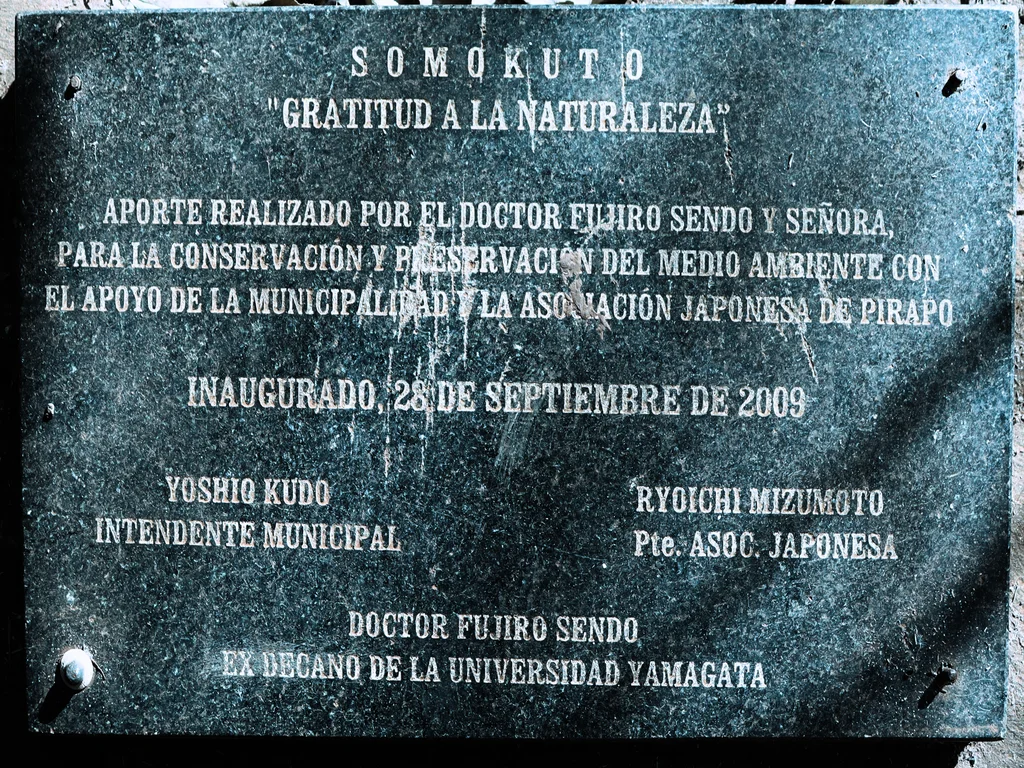 SOMOKUTO
"GRATITUD A LA NATURALEZA"
APORTE REALIZADO POR EL DOCTOR FUJIRO SENDO Y SEÑORA,
PARA LA CONSERVACIÓN Y PRESERVACIÓN DEL MEDIO AMBIENTE CON
EL APOYO DE LA MUNICIPALIDAD Y LA ASOCIACIÓN JAPONESA DE PIRAPO
INAUGURADO, 28 DE SEPTIEMBRE DE 2009
YOSHIO KUDO
INTENDENTE MUNICIPAL
RYOICHI MIZUMOTO
Pte. ASOC. JAPONESA
DOCTOR FUJIRO SENDO
EX DECANO DE LA UNIVERSIDAD YAMAGATA